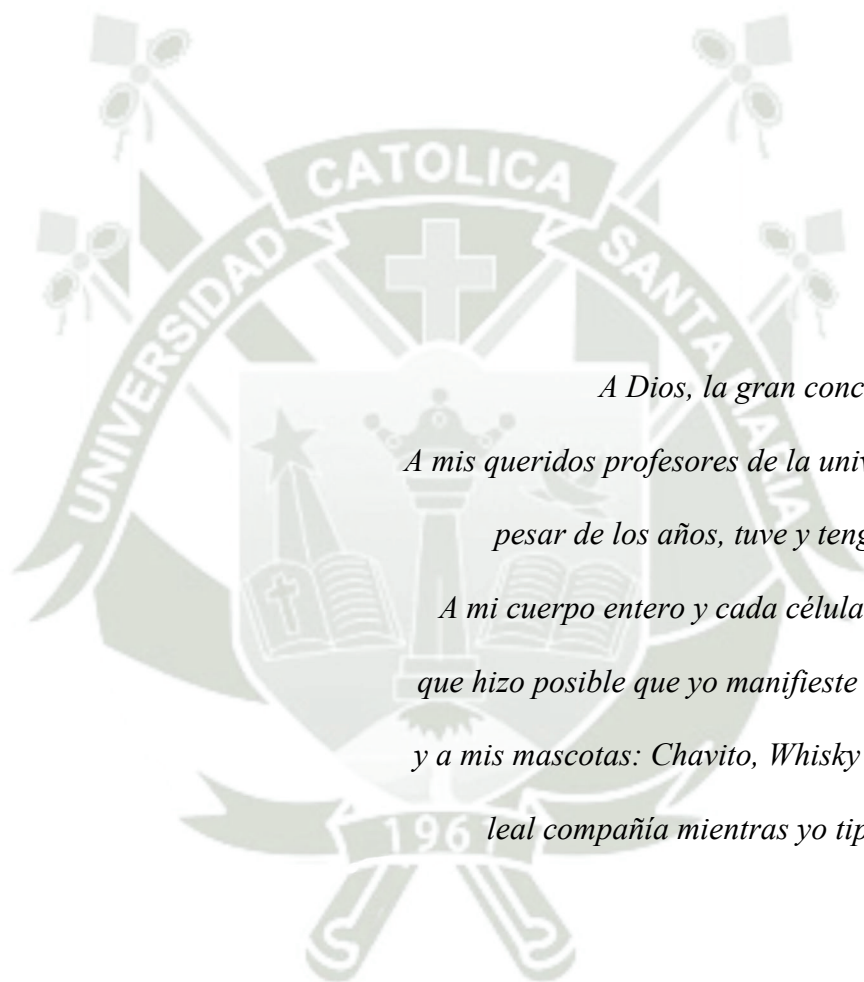 CATOLICA
UNIVERSIDAD
SANTA MARIA
A Dios, la gran conc
A mis queridos profesores de la univ
pesar de los años, tuve y teng
A mi cuerpo entero y cada célula
que hizo posible que yo manifieste
y a mis mascotas: Chavito, Whisky
leal compañía mientras yo tip
196